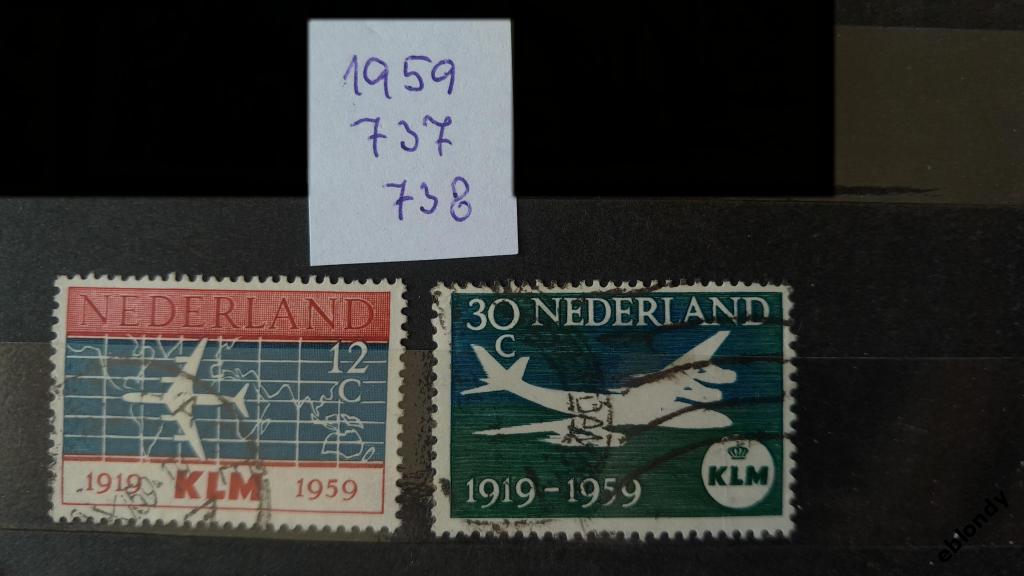 1959
737
738
NEDERLAND
12
C
1919 KLM 1959
30 NEDERLAND
C
KLM
1919-1959
eblondy